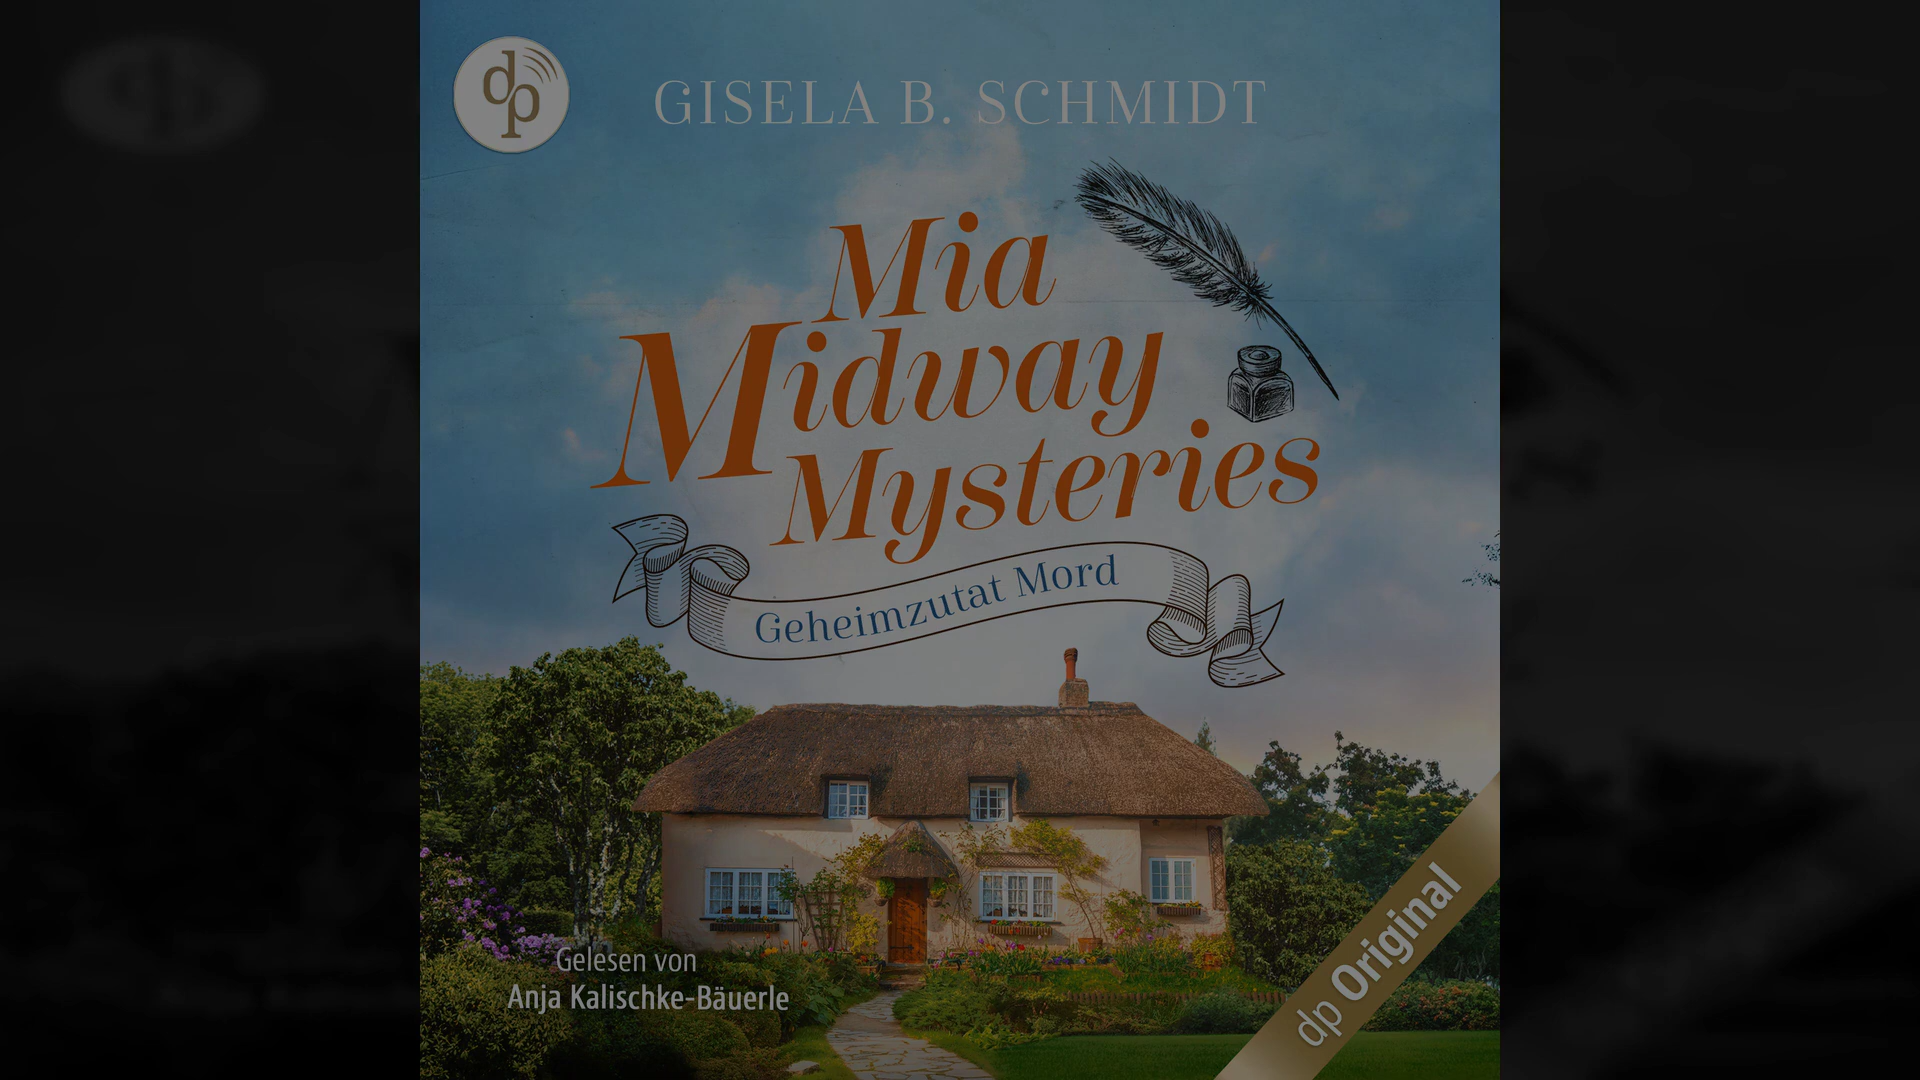 dp
GISELA B. SCHMIDT
Mia
Midway
Mysteries
Geheimzutat Mord
Gelesen von
Anja Kalischke-Bäuerle
dp Original